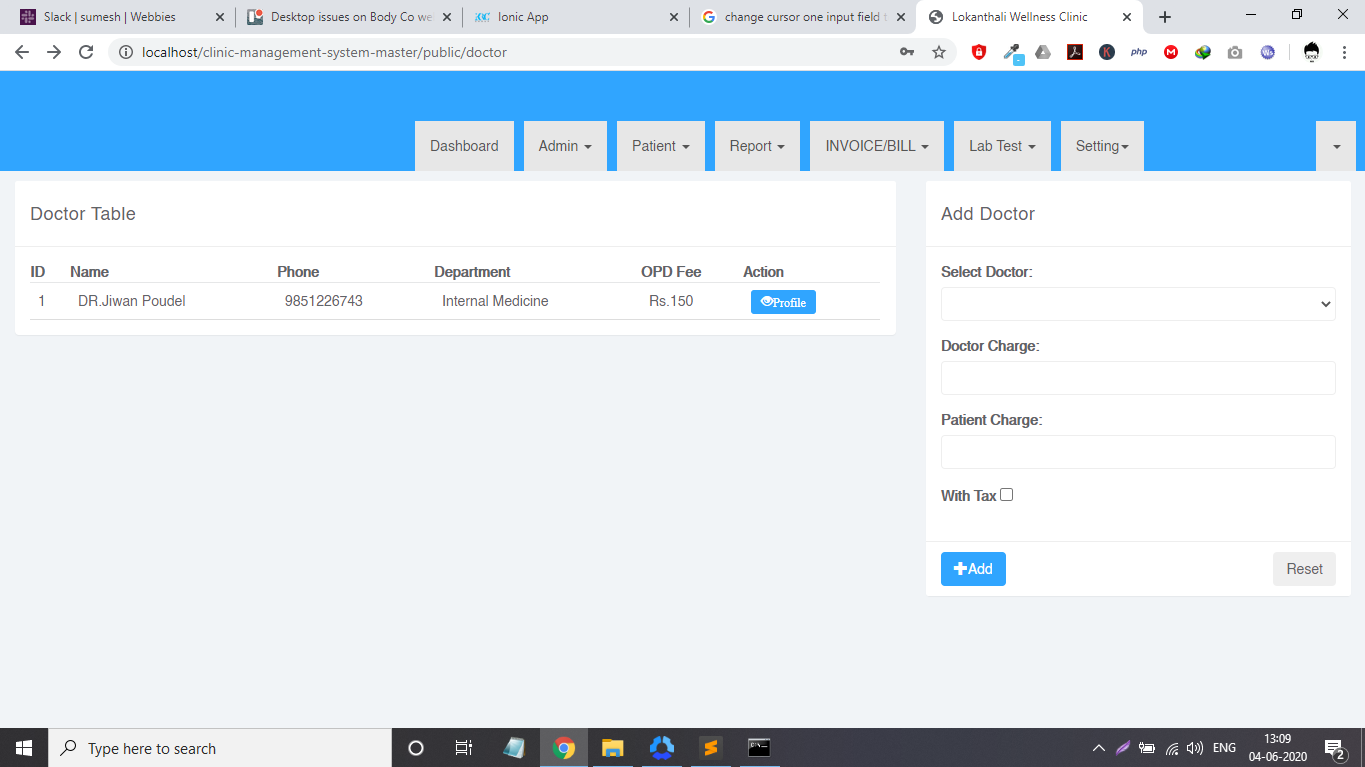 Slack | sumesh | Webbies
Desktop issues on Body Co we
Ionic App
change cursor one input field t
Lokanthali Wellness Clinic
localhost/clinic-management-system-master/public/doctor
php
Dashboard
Admin
Patient
Report
INVOICE/BILL
Lab Test
Setting
Doctor Table
ID Name Phone Department OPD Fee Action
1 DR.Jiwan Poudel 9851226743 Internal Medicine Rs.150 Profile
Add Doctor
Select Doctor:
Doctor Charge:
Patient Charge:
With Tax
Add
Reset
Type here to search
ENG
13:09
04-06-2020
2